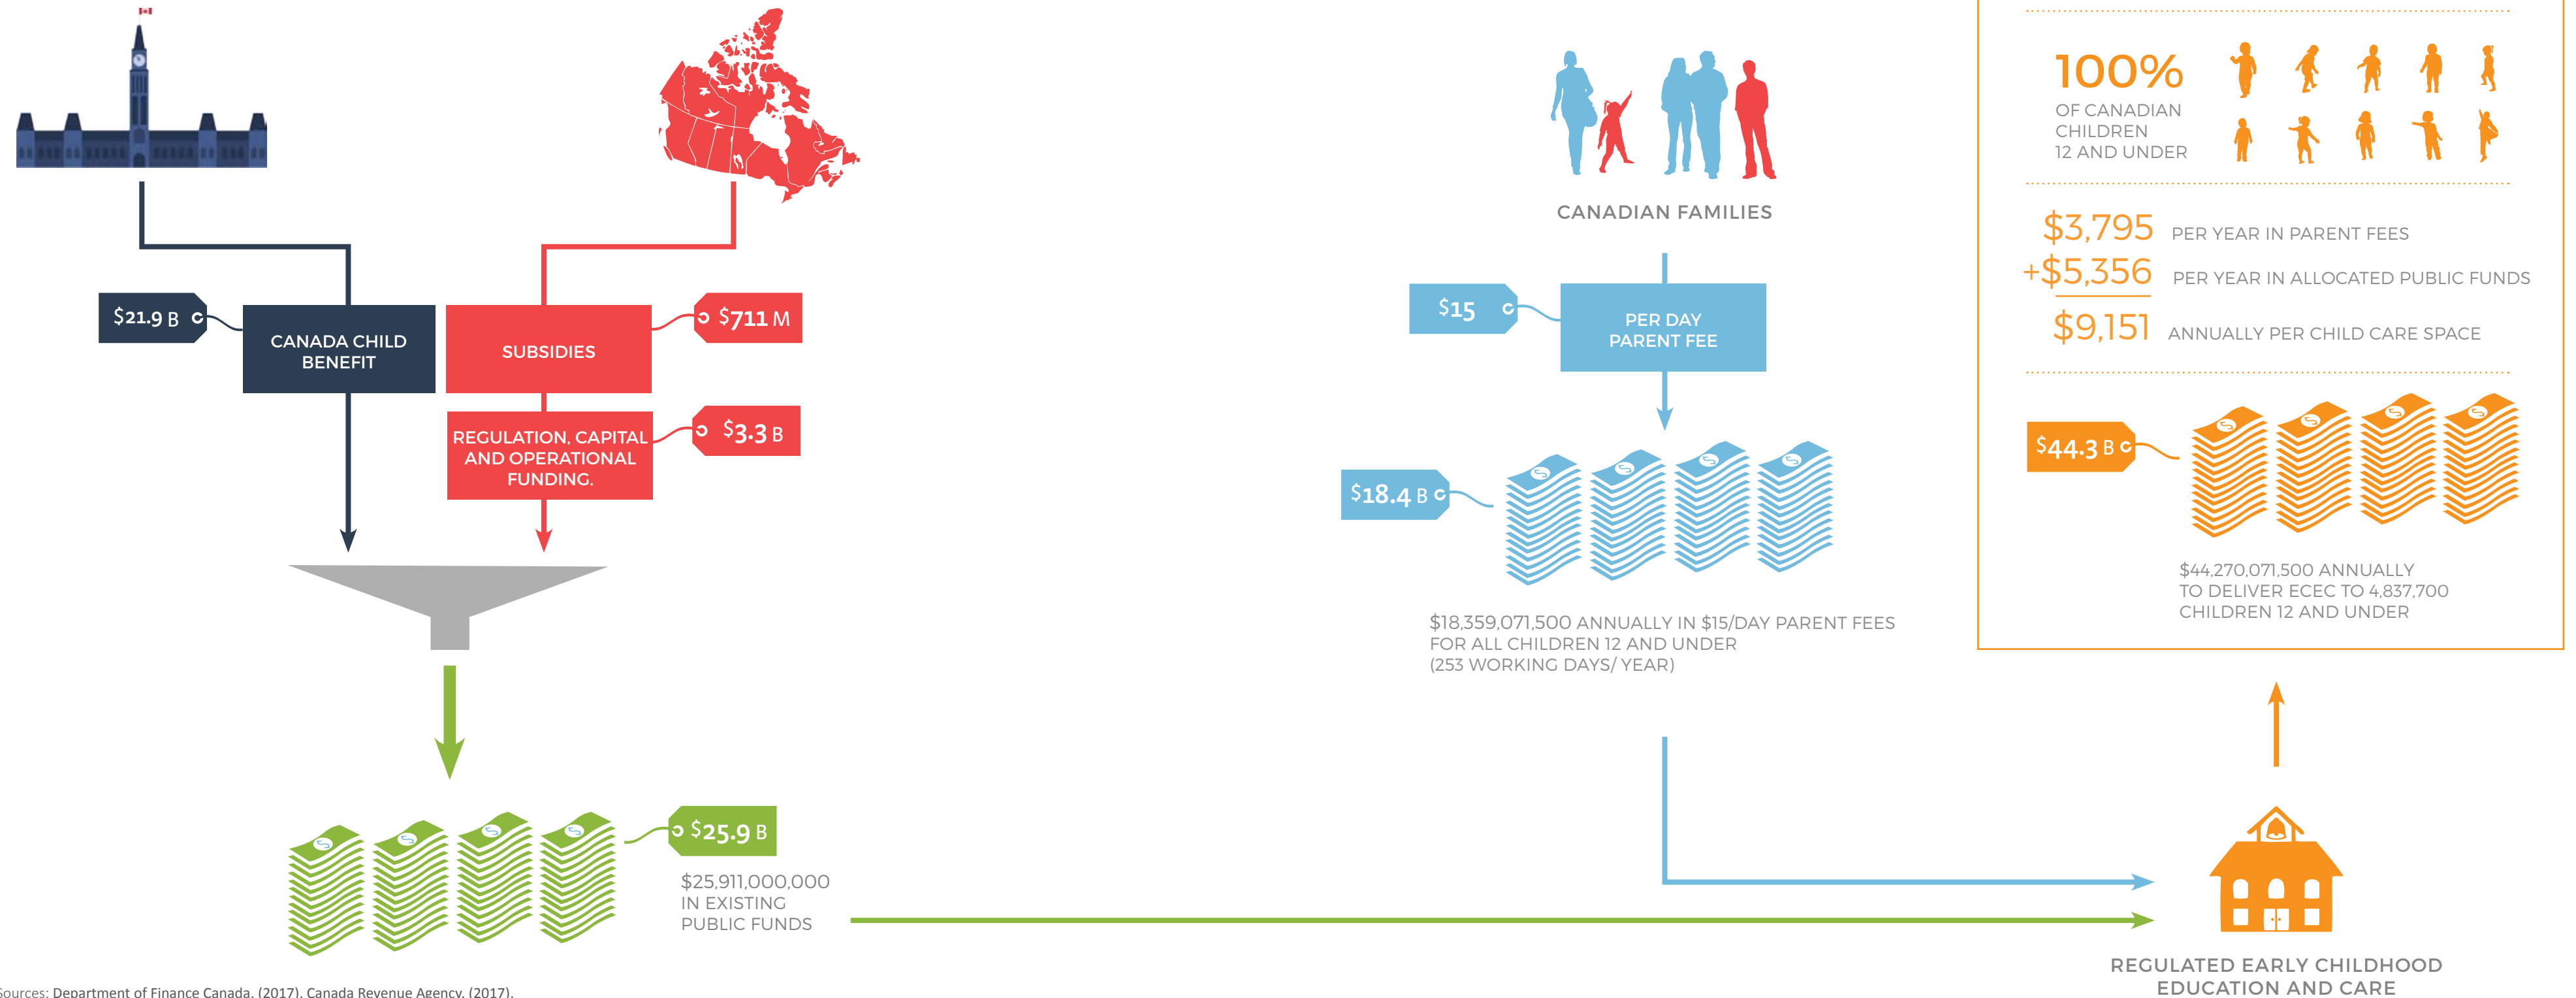 $21.9 B
CANADA CHILD
BENEFIT
SUBSIDIES
$711 M
REGULATION, CAPITAL
AND OPERATIONAL
FUNDING.
$3.3 B
$25.9 B
$25,911,000,000
IN EXISTING
PUBLIC FUNDS
Sources: Department of Finance Canada. (2017). Canada Revenue Agency. (2017).
CANADIAN FAMILIES
$15
PER DAY
PARENT FEE
$18.4 B
$18,359,071,500 ANNUALLY IN $15/DAY PARENT FEES
FOR ALL CHILDREN 12 AND UNDER
(253 WORKING DAYS/ YEAR)
100%
OF CANADIAN
CHILDREN
12 AND UNDER
$3,795 PER YEAR IN PARENT FEES
+$5,356 PER YEAR IN ALLOCATED PUBLIC FUNDS
$9,151 ANNUALLY PER CHILD CARE SPACE
$44.3 B
$44,270,071,500 ANNUALLY
TO DELIVER ECEC TO 4,837,700
CHILDREN 12 AND UNDER
REGULATED EARLY CHILDHOOD
EDUCATION AND CARE